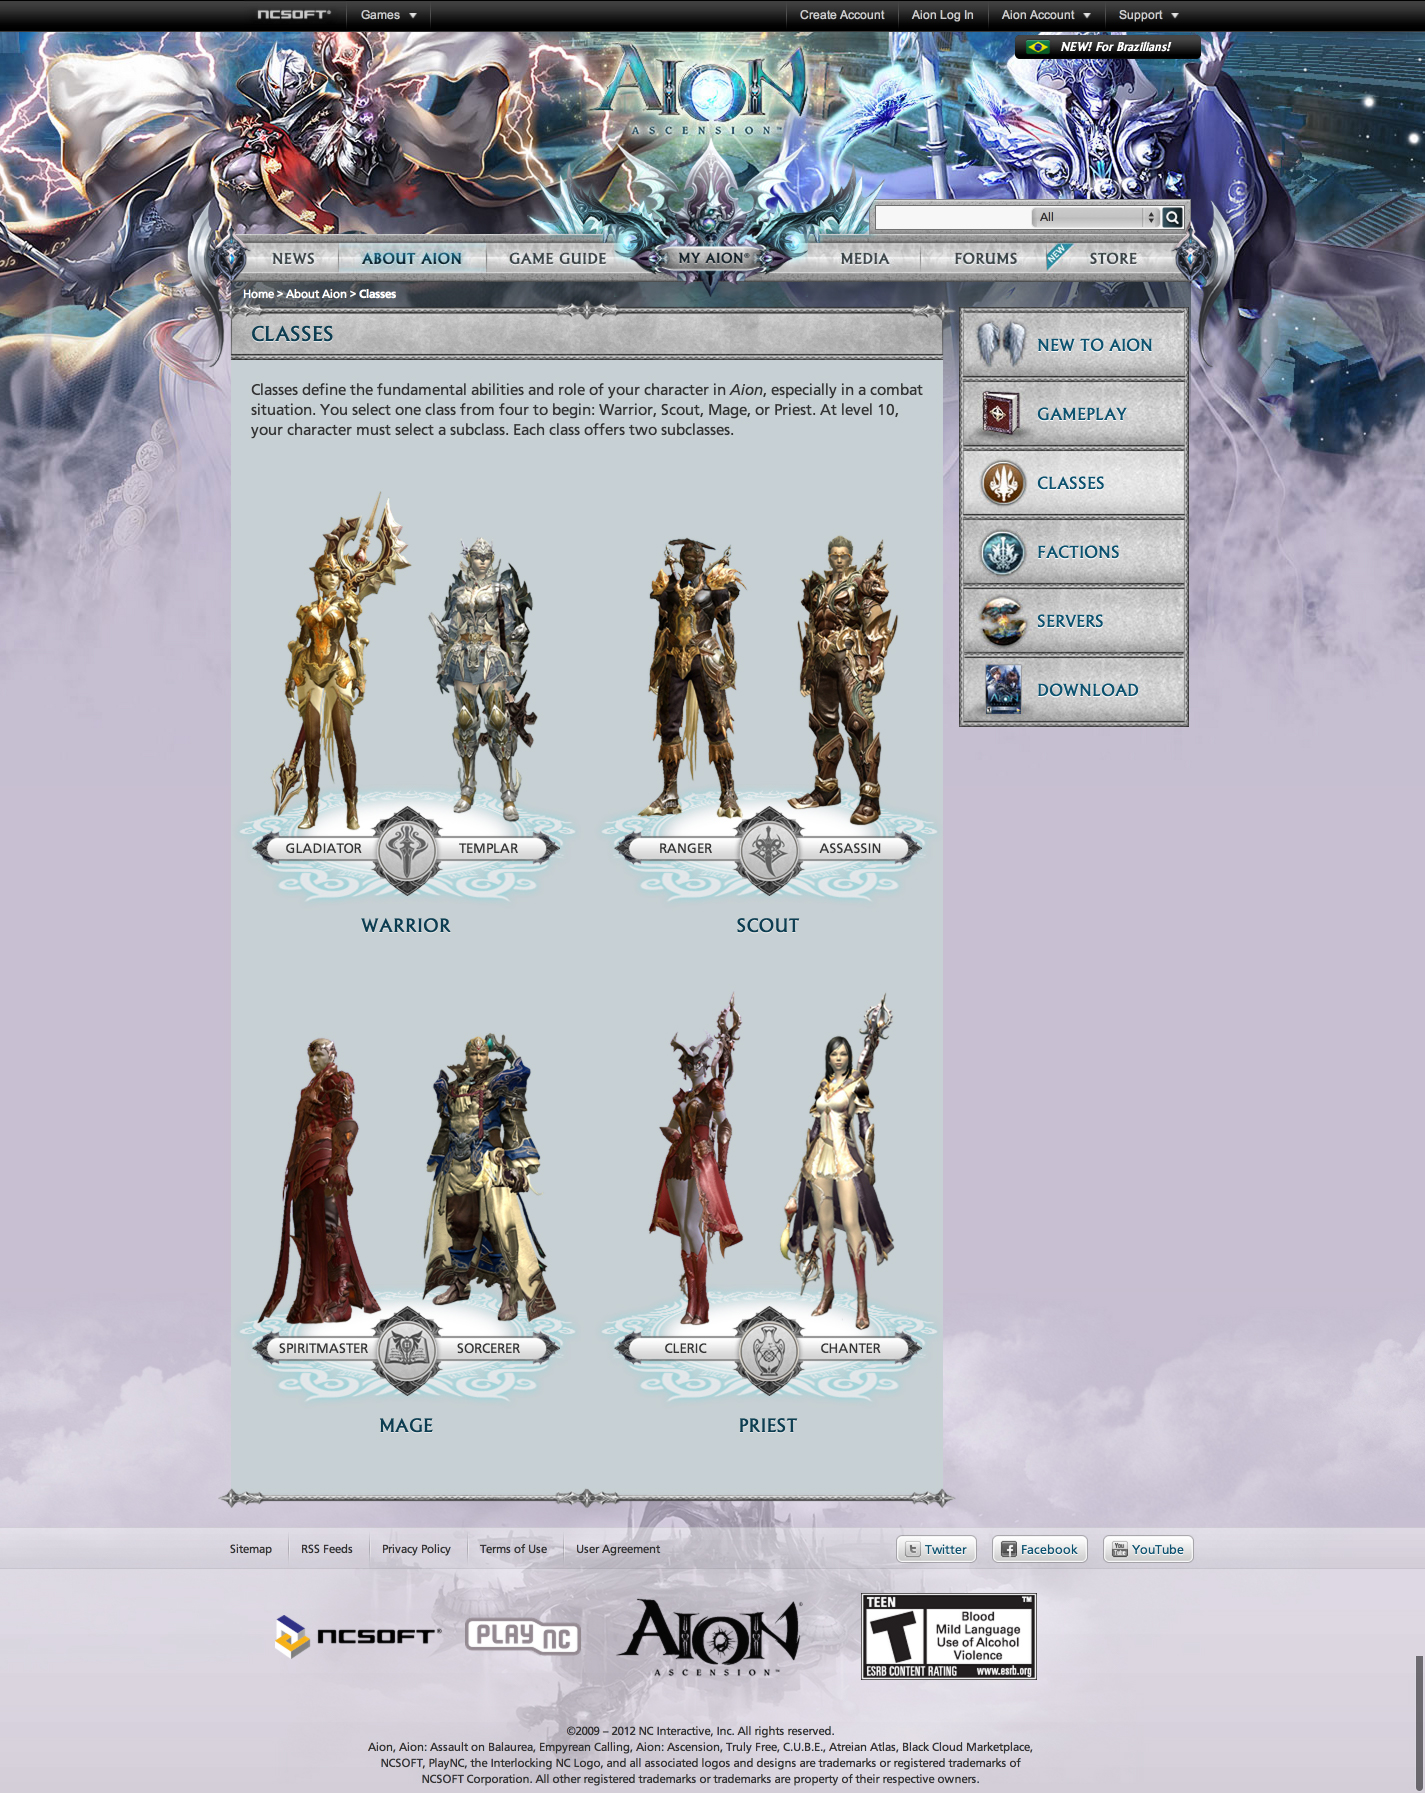 NCSOFT®
Games
Create Account
Aion Log In
Aion Account
Support
NEW! For Brazilians!
AION
ASCENSION™
All
NEWS
ABOUT AION
GAME GUIDE
MY AION®
MEDIA
FORUMS
NEW
STORE
Home > About Aion > Classes
CLASSES
Classes define the fundamental abilities and role of your character in Aion, especially in a combat
situation. You select one class from four to begin: Warrior, Scout, Mage, or Priest. At level 10,
your character must select a subclass. Each class offers two subclasses.
NEW TO AION
GAMEPLAY
CLASSES
FACTIONS
SERVERS
DOWNLOAD
GLADIATOR
TEMPLAR
WARRIOR
RANGER
ASSASSIN
SCOUT
SPIRITMASTER
SORCERER
MAGE
CLERIC
CHANTER
PRIEST
Sitemap
RSS Feeds
Privacy Policy
Terms of Use
User Agreement
Twitter
Facebook
YouTube
NCSOFT®
PLAY NC
AION®
ASCENSION™
TEEN ™
T
Blood
Mild Language
Use of Alcohol
Violence
ESRB CONTENT RATING www.esrb.org
©2009 – 2012 NC Interactive, Inc. All rights reserved.
Aion, Aion: Assault on Balaurea, Empyrean Calling, Aion: Ascension, Truly Free, C.U.B.E., Atreian Atlas, Black Cloud Marketplace,
NCSOFT, PlayNC, the Interlocking NC Logo, and all associated logos and designs are trademarks or registered trademarks of
NCSOFT Corporation. All other registered trademarks or trademarks are property of their respective owners.